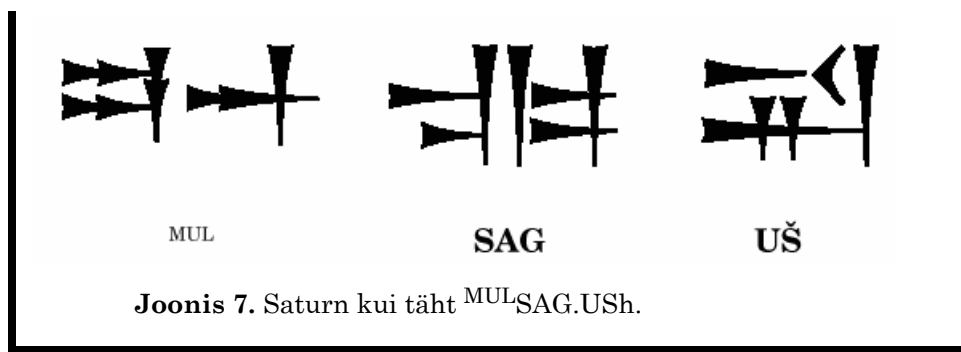 𒀯 𒊕 𒍑
MUL SAG UŠ
Joonis 7. Saturn kui täht MULSAG.USh.